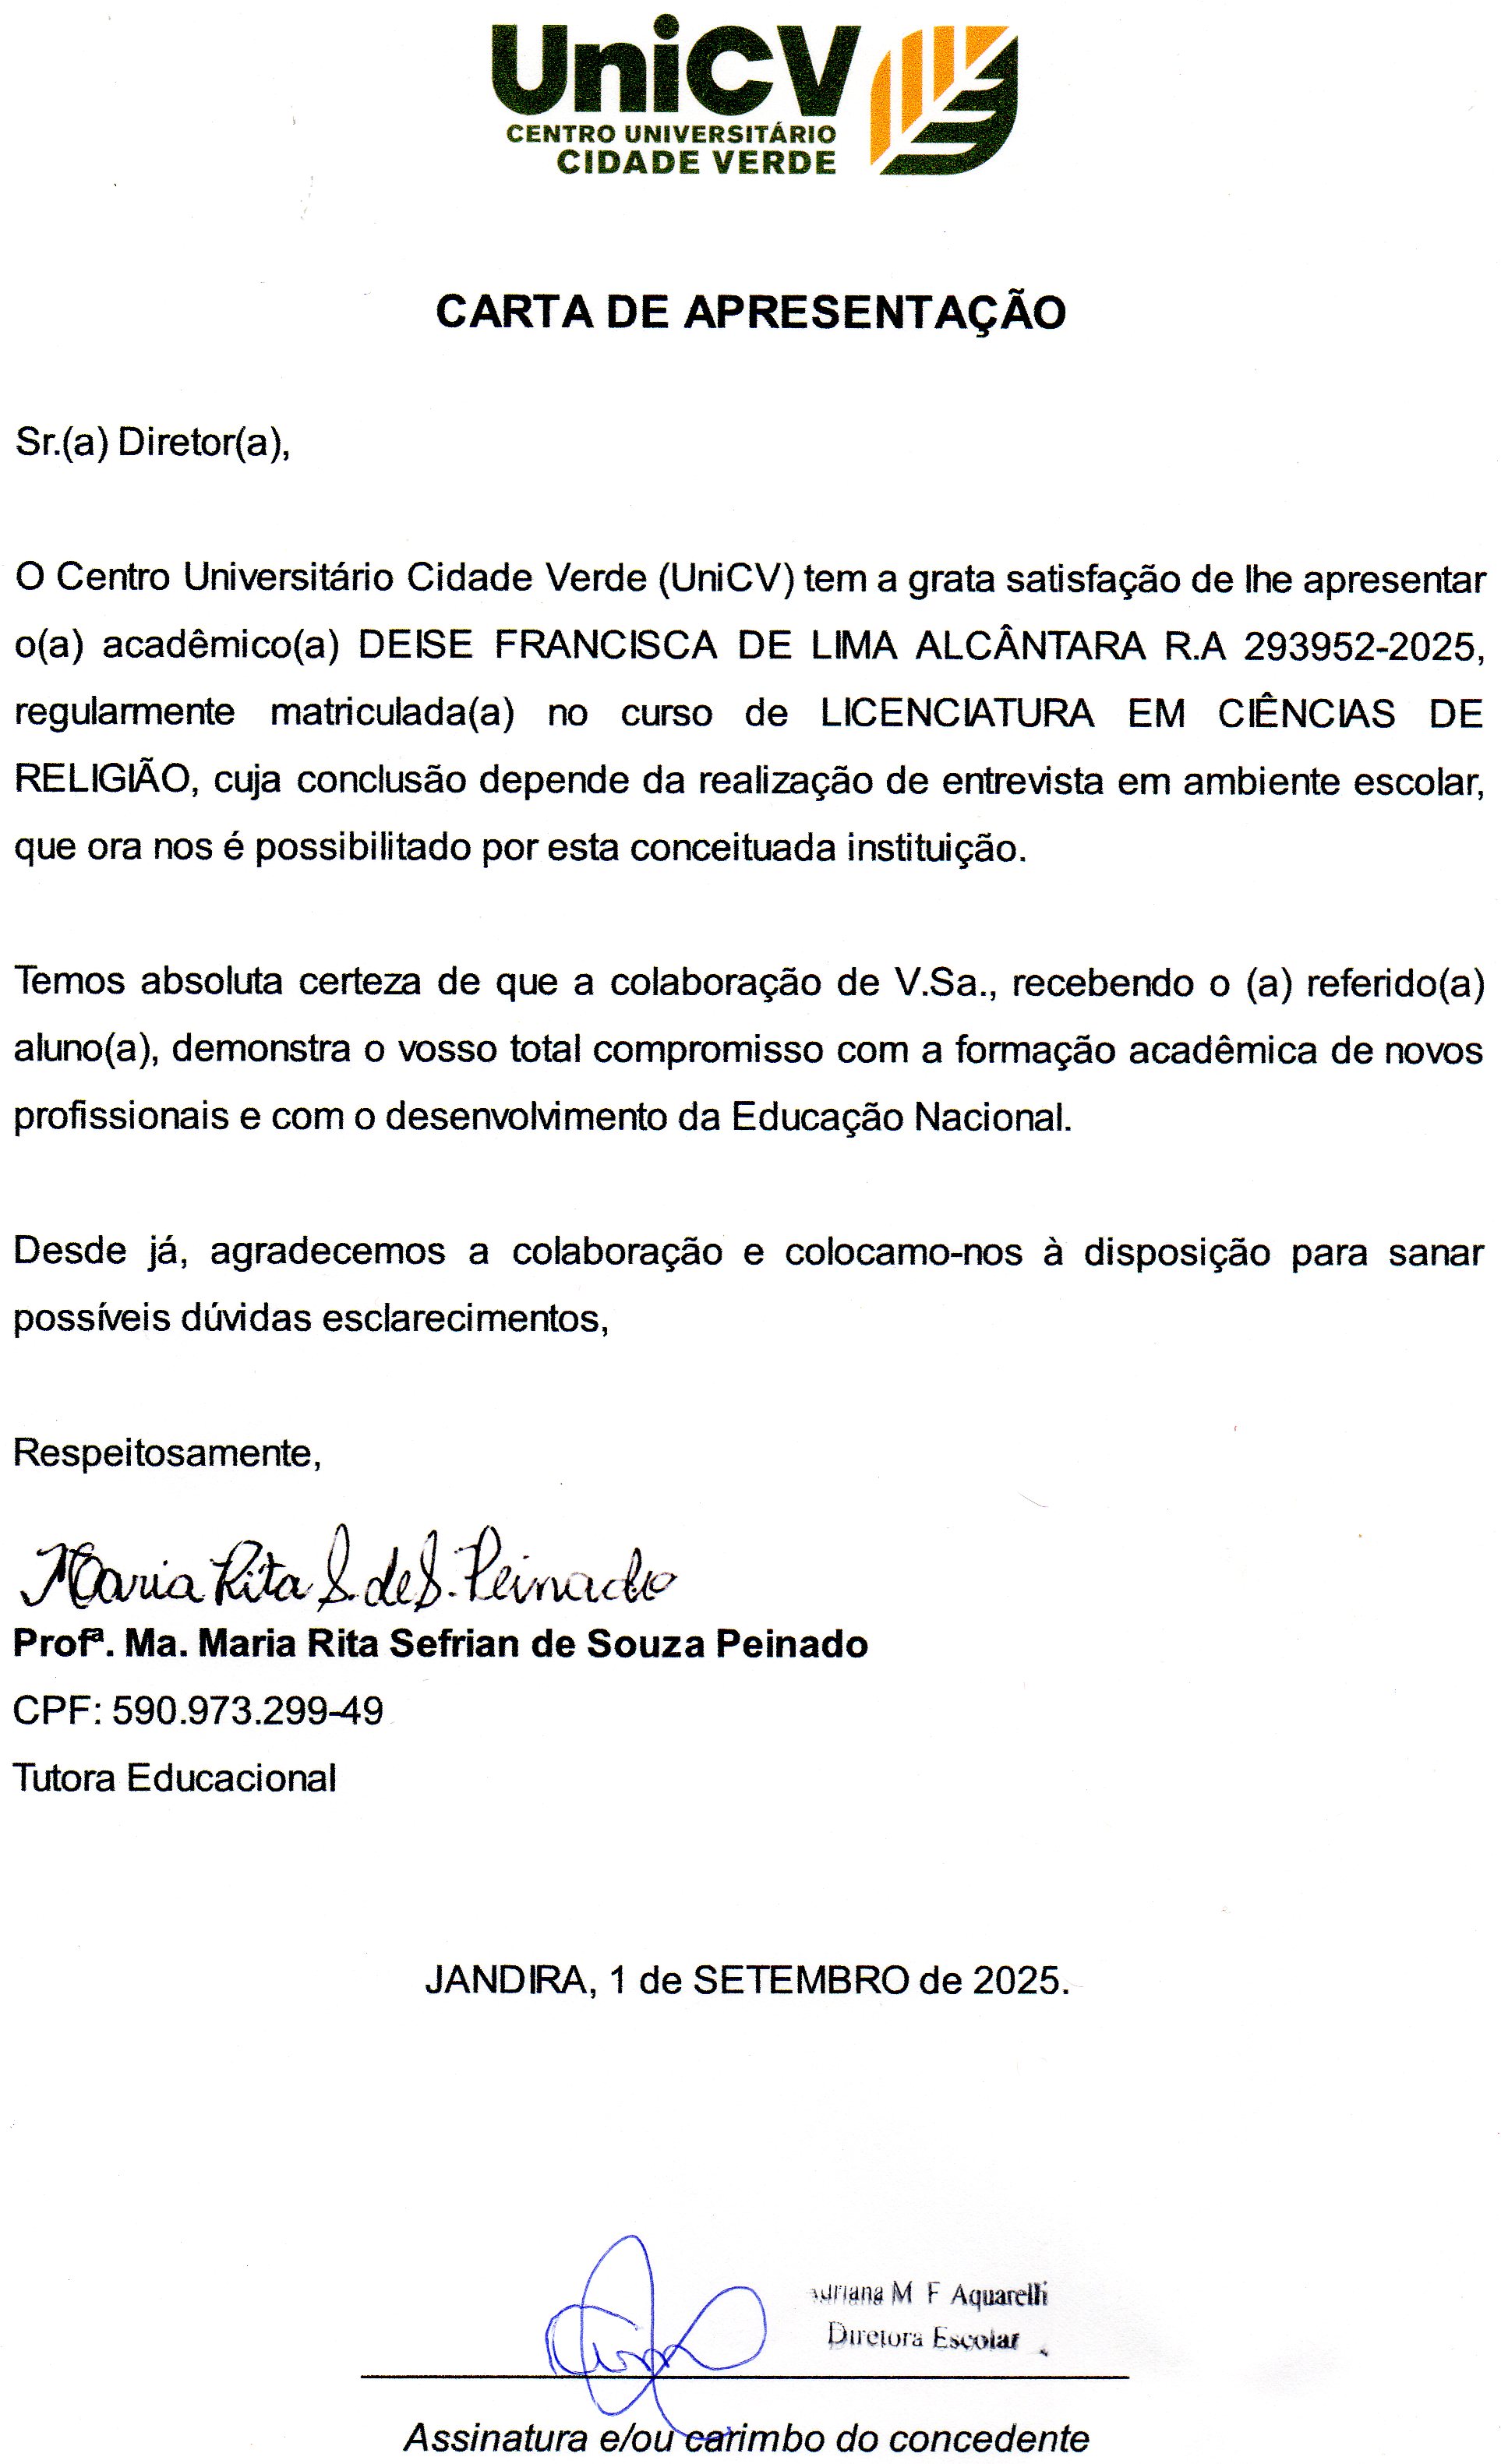 UniCV
CENTRO UNIVERSITÁRIO
CIDADE VERDE
CARTA DE APRESENTAÇÃO
Sr.(a) Diretor(a),
O Centro Universitário Cidade Verde (UniCV) tem a grata satisfação de lhe apresentar
o(a) acadêmico(a) DEISE FRANCISCA DE LIMA ALCÂNTARA R.A 293952-2025,
regularmente matriculada(a) no curso de LICENCIATURA EM CIÊNCIAS DE
RELIGIÃO, cuja conclusão depende da realização de entrevista em ambiente escolar,
que ora nos é possibilitado por esta conceituada instituição.
Temos absoluta certeza de que a colaboração de V.Sa., recebendo o (a) referido(a)
aluno(a), demonstra o vosso total compromisso com a formação acadêmica de novos
profissionais e com o desenvolvimento da Educação Nacional.
Desde já, agradecemos a colaboração e colocamo-nos à disposição para sanar
possíveis dúvidas esclarecimentos,
Respeitosamente,
Maria Rita S. de S. Peinado
Profª. Ma. Maria Rita Sefrian de Souza Peinado
CPF: 590.973.299-49
Tutora Educacional
JANDIRA, 1 de SETEMBRO de 2025.
Adriana M F Aquarelli
Diretora Escolar
Assinatura e/ou carimbo do concedente